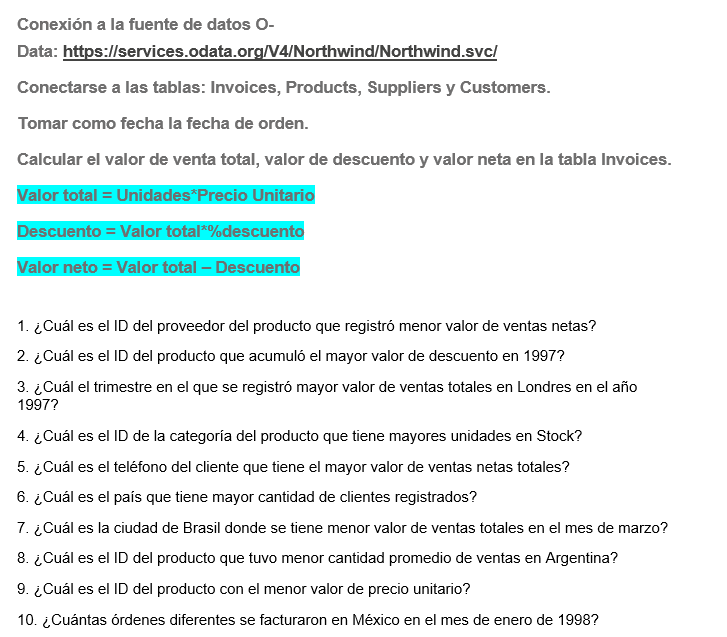 Conexión a la fuente de datos O-
Data: https://services.odata.org/V4/Northwind/Northwind.svc/
Conectarse a las tablas: Invoices, Products, Suppliers y Customers.
Tomar como fecha la fecha de orden.
Calcular el valor de venta total, valor de descuento y valor neta en la tabla Invoices.
Valor total = Unidades*Precio Unitario
Descuento = Valor total*%descuento
Valor neto = Valor total – Descuento
1. ¿Cuál es el ID del proveedor del producto que registró menor valor de ventas netas?
2. ¿Cuál es el ID del producto que acumuló el mayor valor de descuento en 1997?
3. ¿Cuál el trimestre en el que se registró mayor valor de ventas totales en Londres en el año
1997?
4. ¿Cuál es el ID de la categoría del producto que tiene mayores unidades en Stock?
5. ¿Cuál es el teléfono del cliente que tiene el mayor valor de ventas netas totales?
6. ¿Cuál es el país que tiene mayor cantidad de clientes registrados?
7. ¿Cuál es la ciudad de Brasil donde se tiene menor valor de ventas totales en el mes de marzo?
8. ¿Cuál es el ID del producto que tuvo menor cantidad promedio de ventas en Argentina?
9. ¿Cuál es el ID del producto con el menor valor de precio unitario?
10. ¿Cuántas órdenes diferentes se facturaron en México en el mes de enero de 1998?